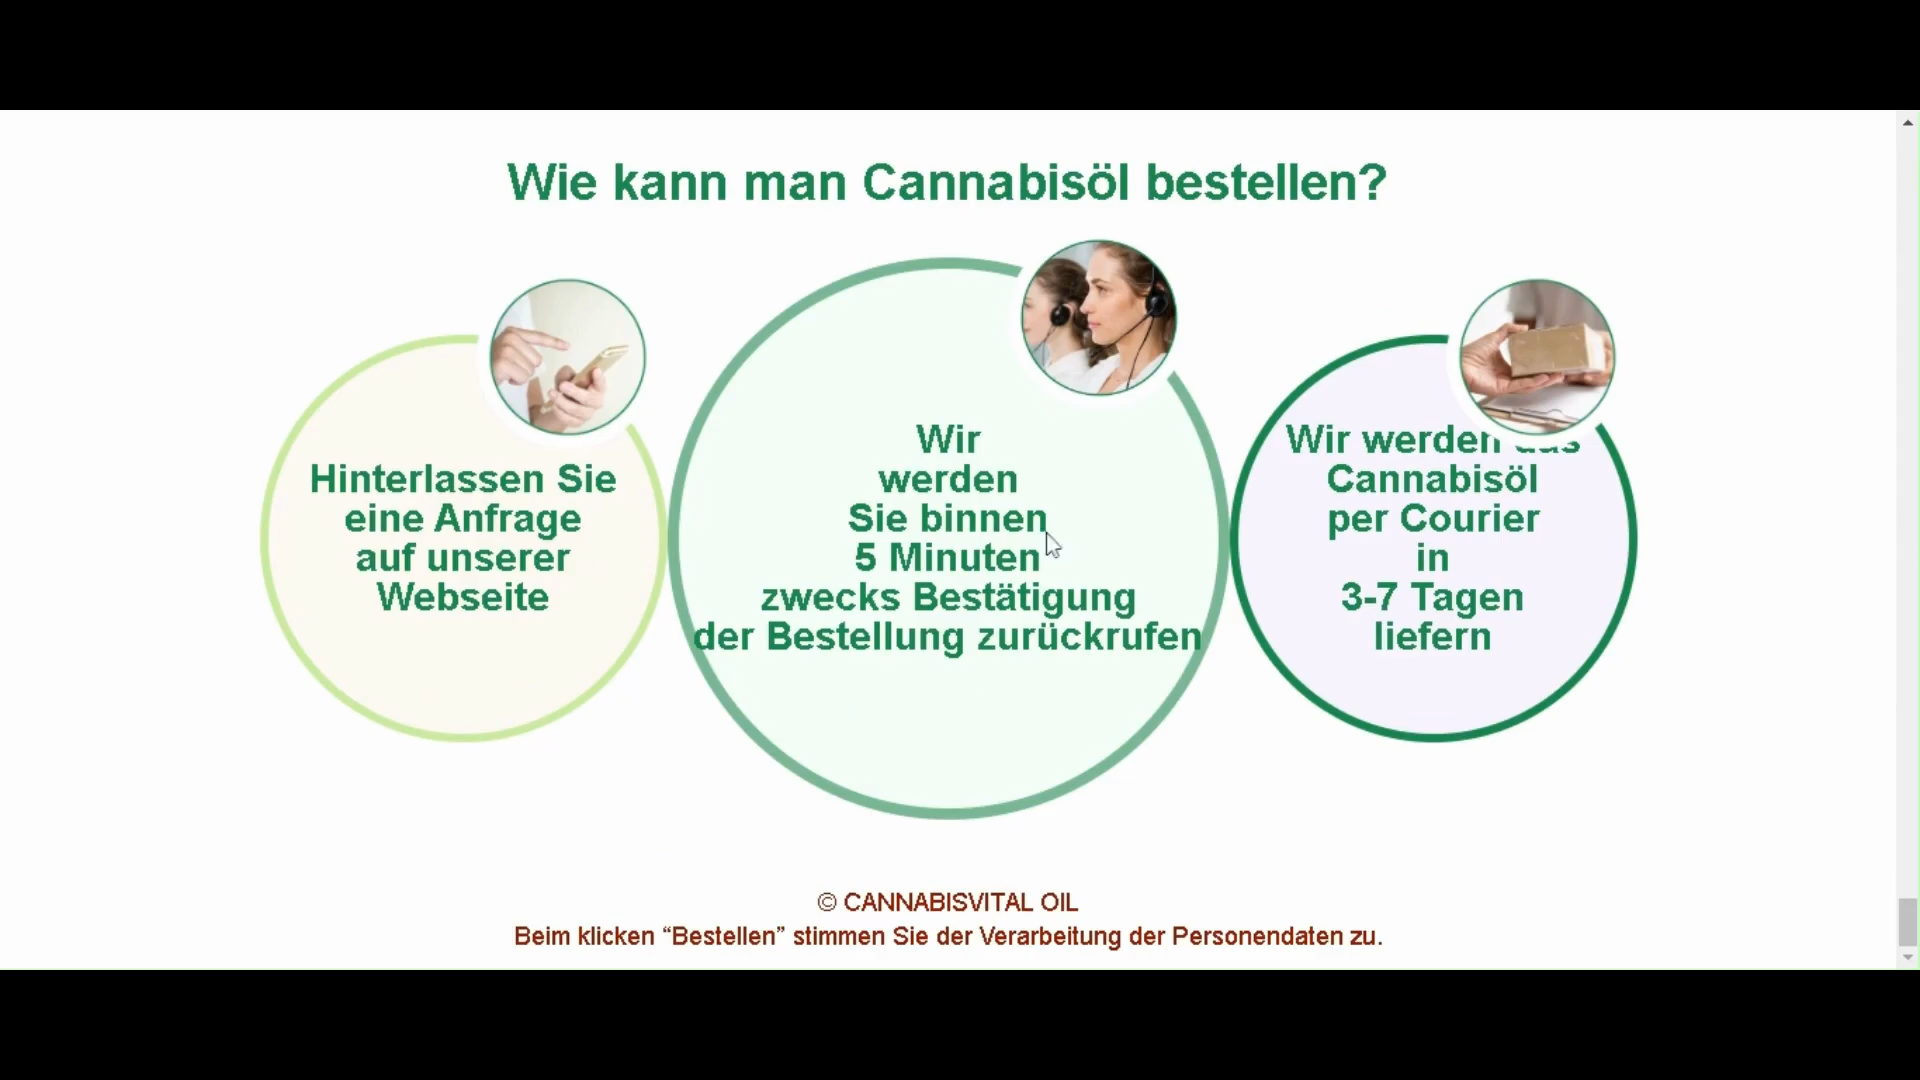 Wie kann man Cannabisöl bestellen?
Hinterlassen Sie
eine Anfrage
auf unserer
Webseite
Wir
werden
Sie binnen
5 Minuten
zwecks Bestätigung
der Bestellung zurückrufen
Wir werden das
Cannabisöl
per Courier
in
3-7 Tagen
liefern
© CANNABISVITAL OIL
Beim klicken “Bestellen” stimmen Sie der Verarbeitung der Personendaten zu.